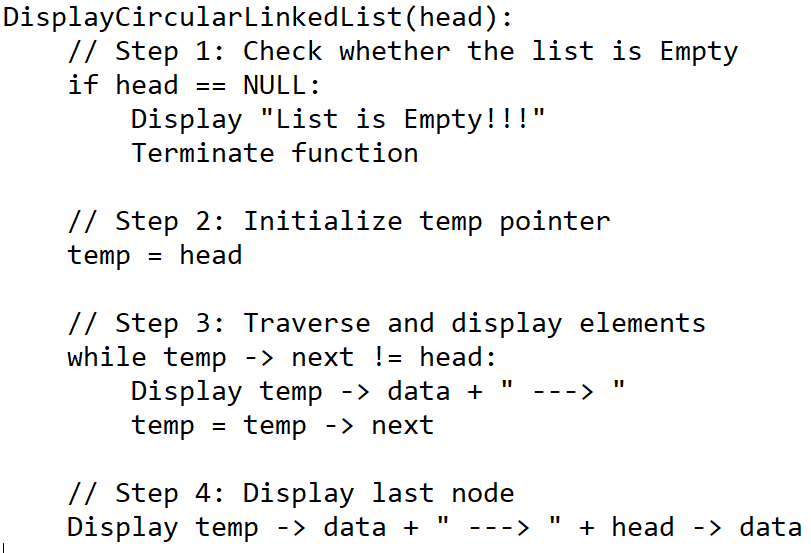 DisplayCircularLinkedList(head):
    // Step 1: Check whether the list is Empty
    if head == NULL:
        Display "List is Empty!!!"
        Terminate function

    // Step 2: Initialize temp pointer
    temp = head

    // Step 3: Traverse and display elements
    while temp -> next != head:
        Display temp -> data + " ---> "
        temp = temp -> next

    // Step 4: Display last node
    Display temp -> data + " ---> " + head -> data